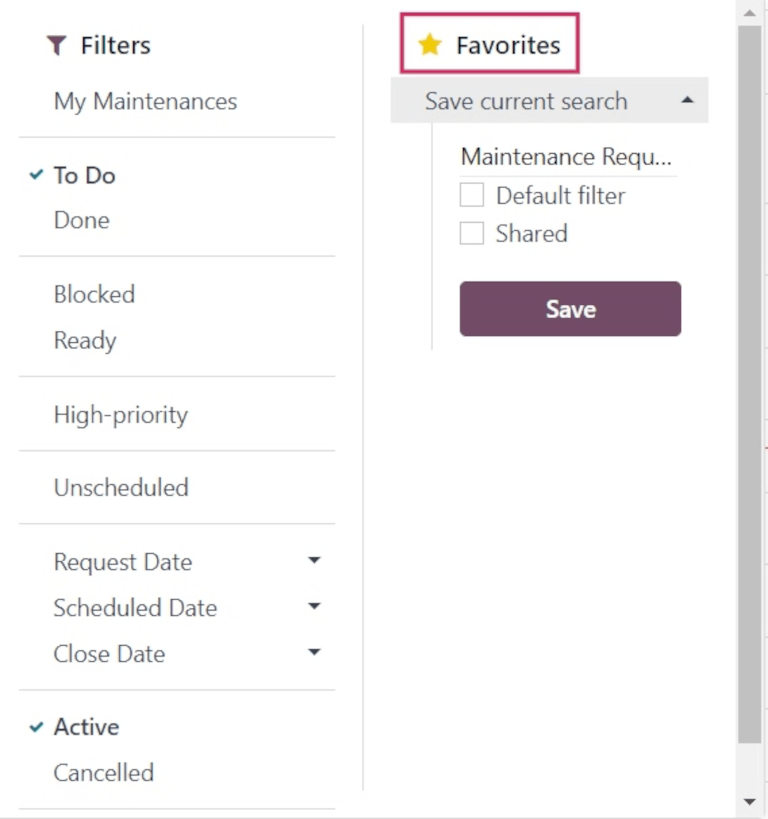 Filters
My Maintenances
To Do
Done
Blocked
Ready
High-priority
Unscheduled
Request Date
Scheduled Date
Close Date
Active
Cancelled
Favorites
Save current search
Maintenance Requ...
Default filter
Shared
Save